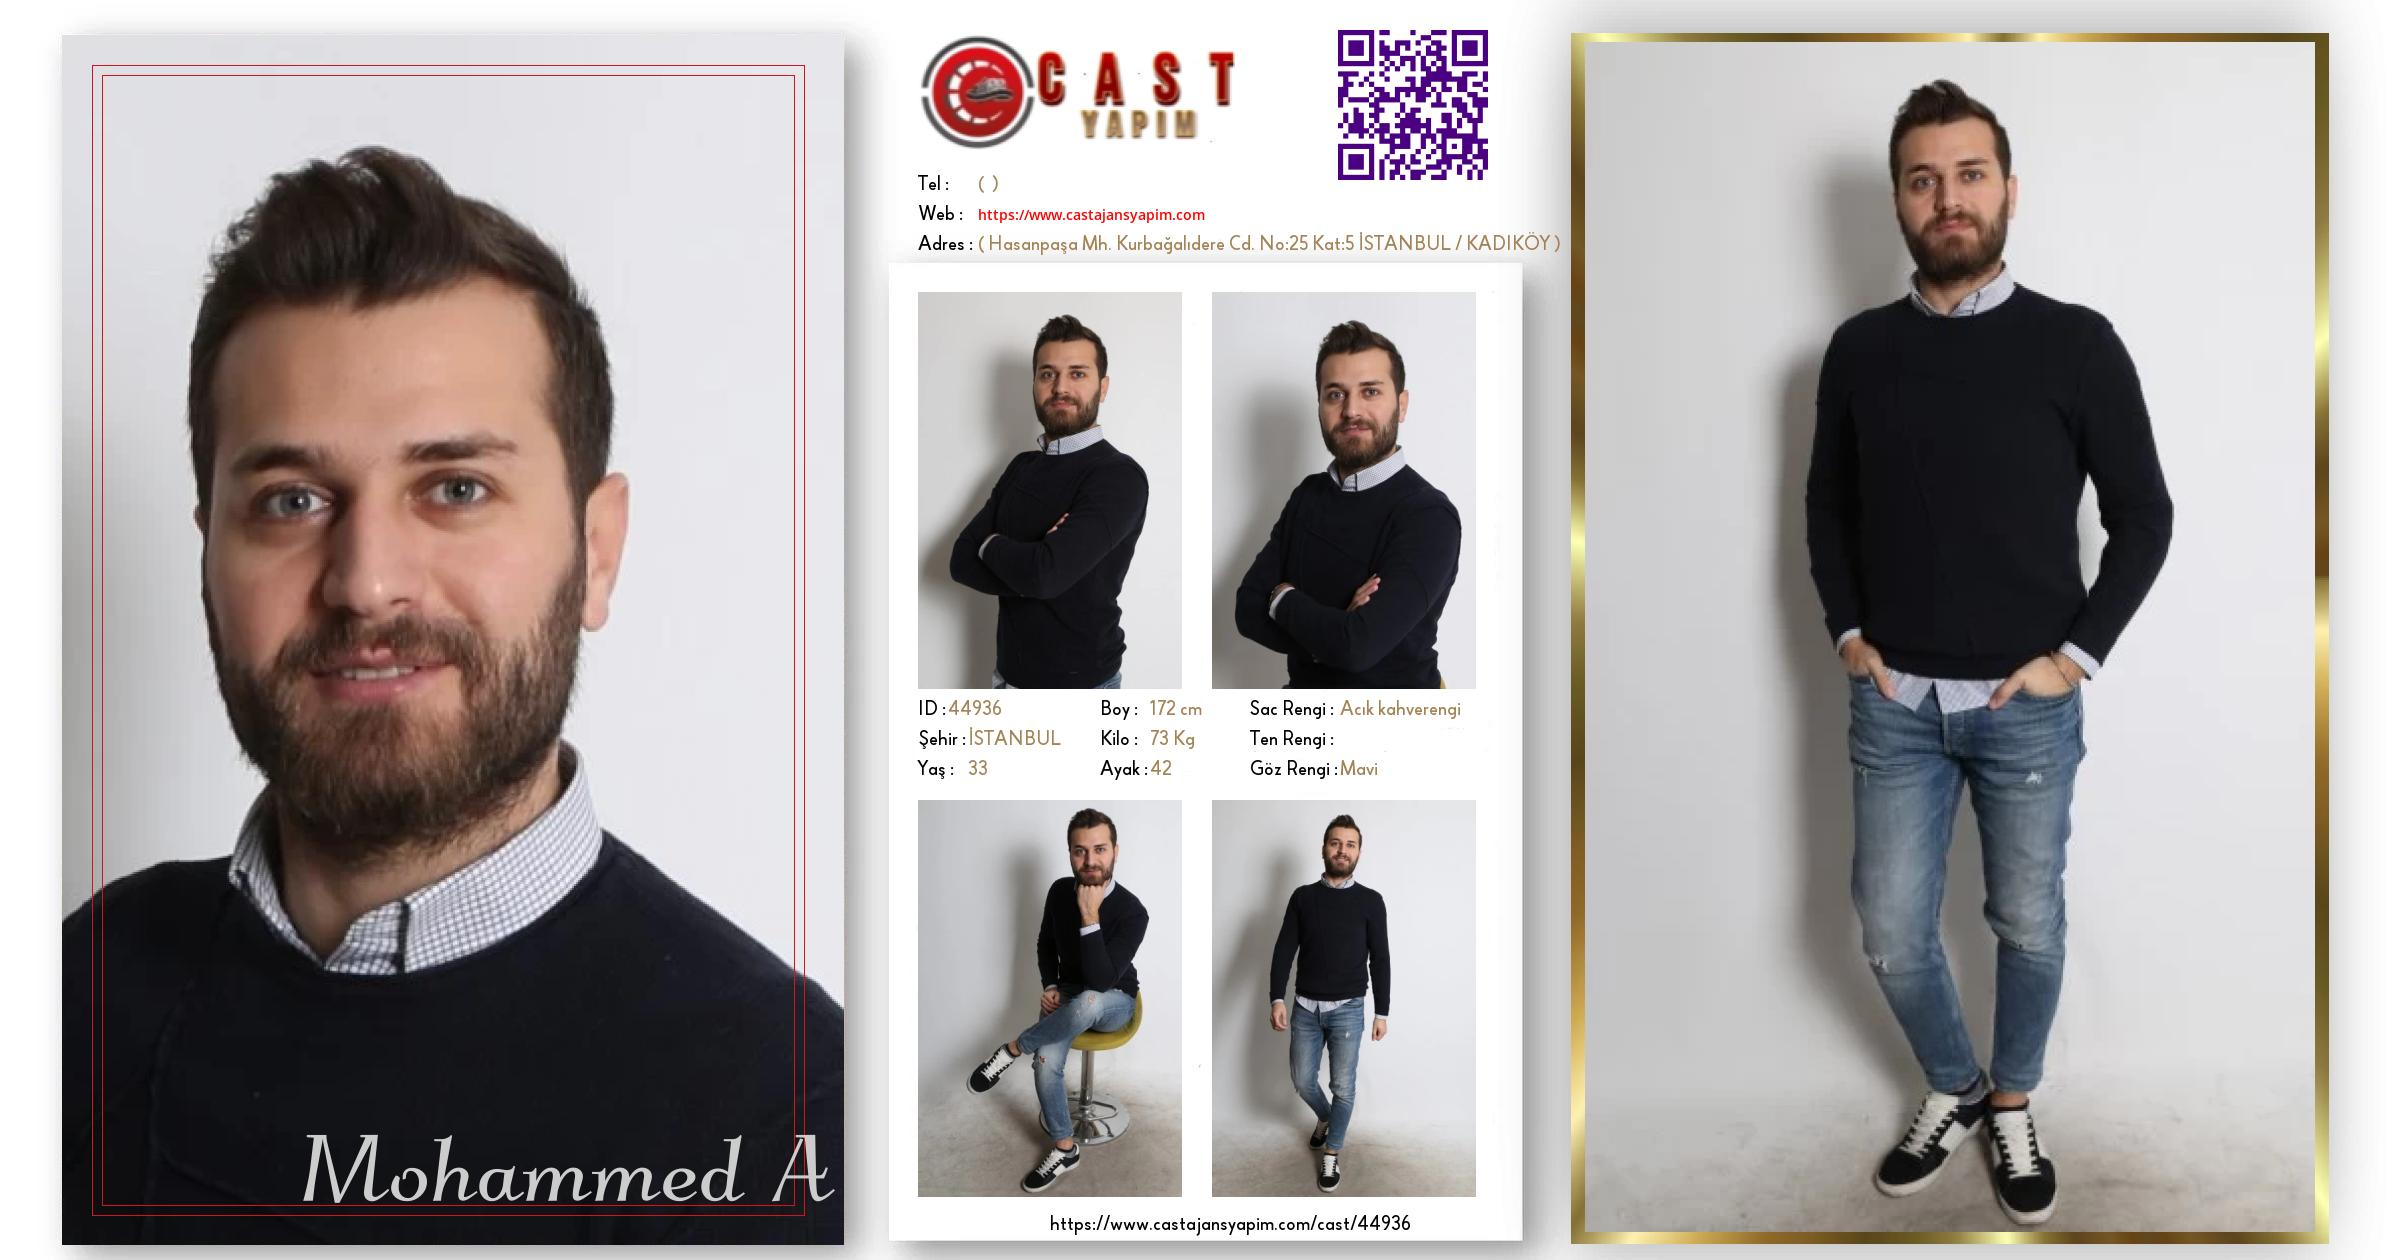 Mohammed A
CAST
YAPIM
Tel : ( )
Web : https://www.castajansyapim.com
Adres : ( Hasanpaşa Mh. Kurbağalıdere Cd. No:25 Kat:5 İSTANBUL / KADIKÖY )
ID : 44936 Boy : 172 cm Sac Rengi : Acık kahverengi
Şehir : İSTANBUL Kilo : 73 Kg Ten Rengi :
Yaş : 33 Ayak : 42 Göz Rengi : Mavi
https://www.castajansyapim.com/cast/44936